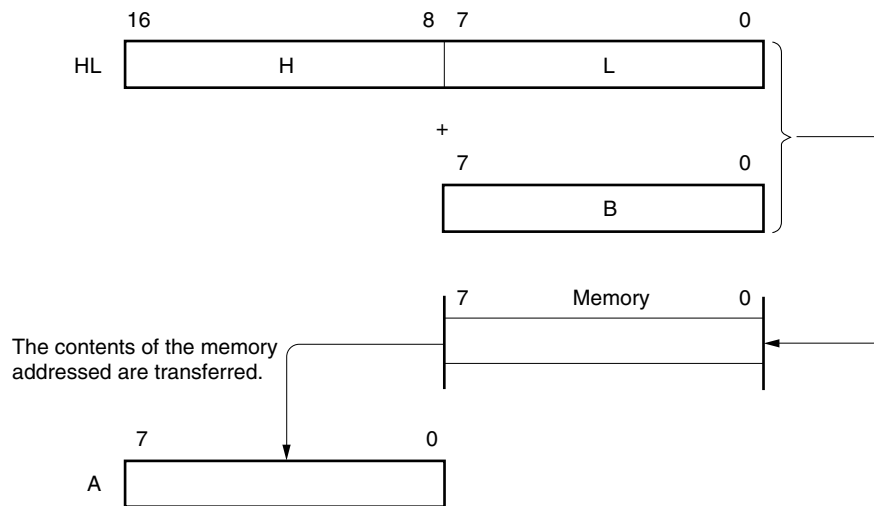 16 8 7 0
HL H L
+
7 0
B
7 Memory 0
The contents of the memory
addressed are transferred.
7 0
A